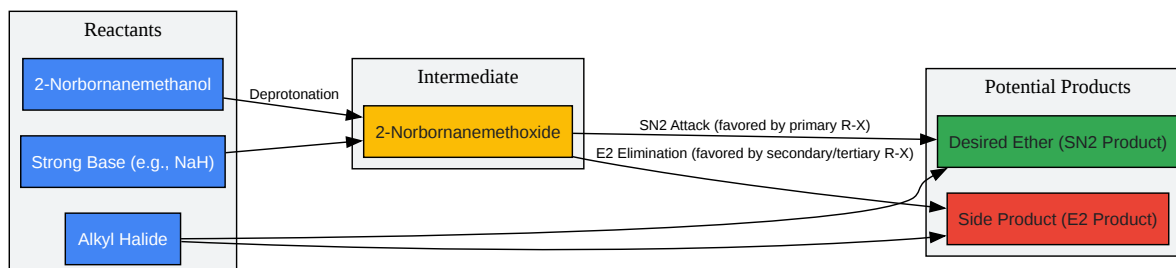 Reactants
2-Norbornanemethanol
Strong Base (e.g., NaH)
Alkyl Halide
Deprotonation
Intermediate
2-Norbornanemethoxide
SN2 Attack (favored by primary R-X)
E2 Elimination (favored by secondary/tertiary R-X)
Potential Products
Desired Ether (SN2 Product)
Side Product (E2 Product)